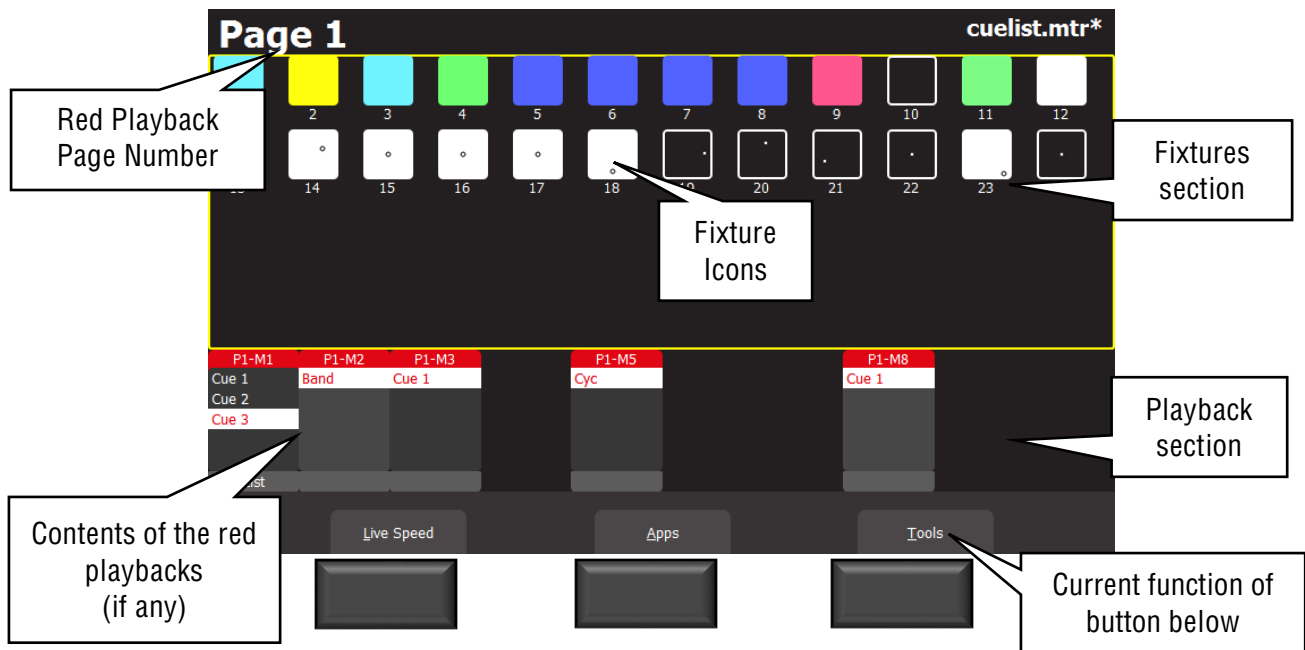 Page 1
cuelist.mtr*
Red Playback
Page Number
2 3 4 5 6 7 8 9 10 11 12
14 15 16 17 18 20 21 22 23
Fixture
Icons
Fixtures
section
P1-M1 P1-M2 P1-M3 P1-M5 P1-M8
Cue 1 Band Cue 1 Cyc Cue 1
Cue 2
Cue 3
Playback
section
Contents of the red
playbacks
(if any)
Live Speed Apps Tools
Current function of
button below